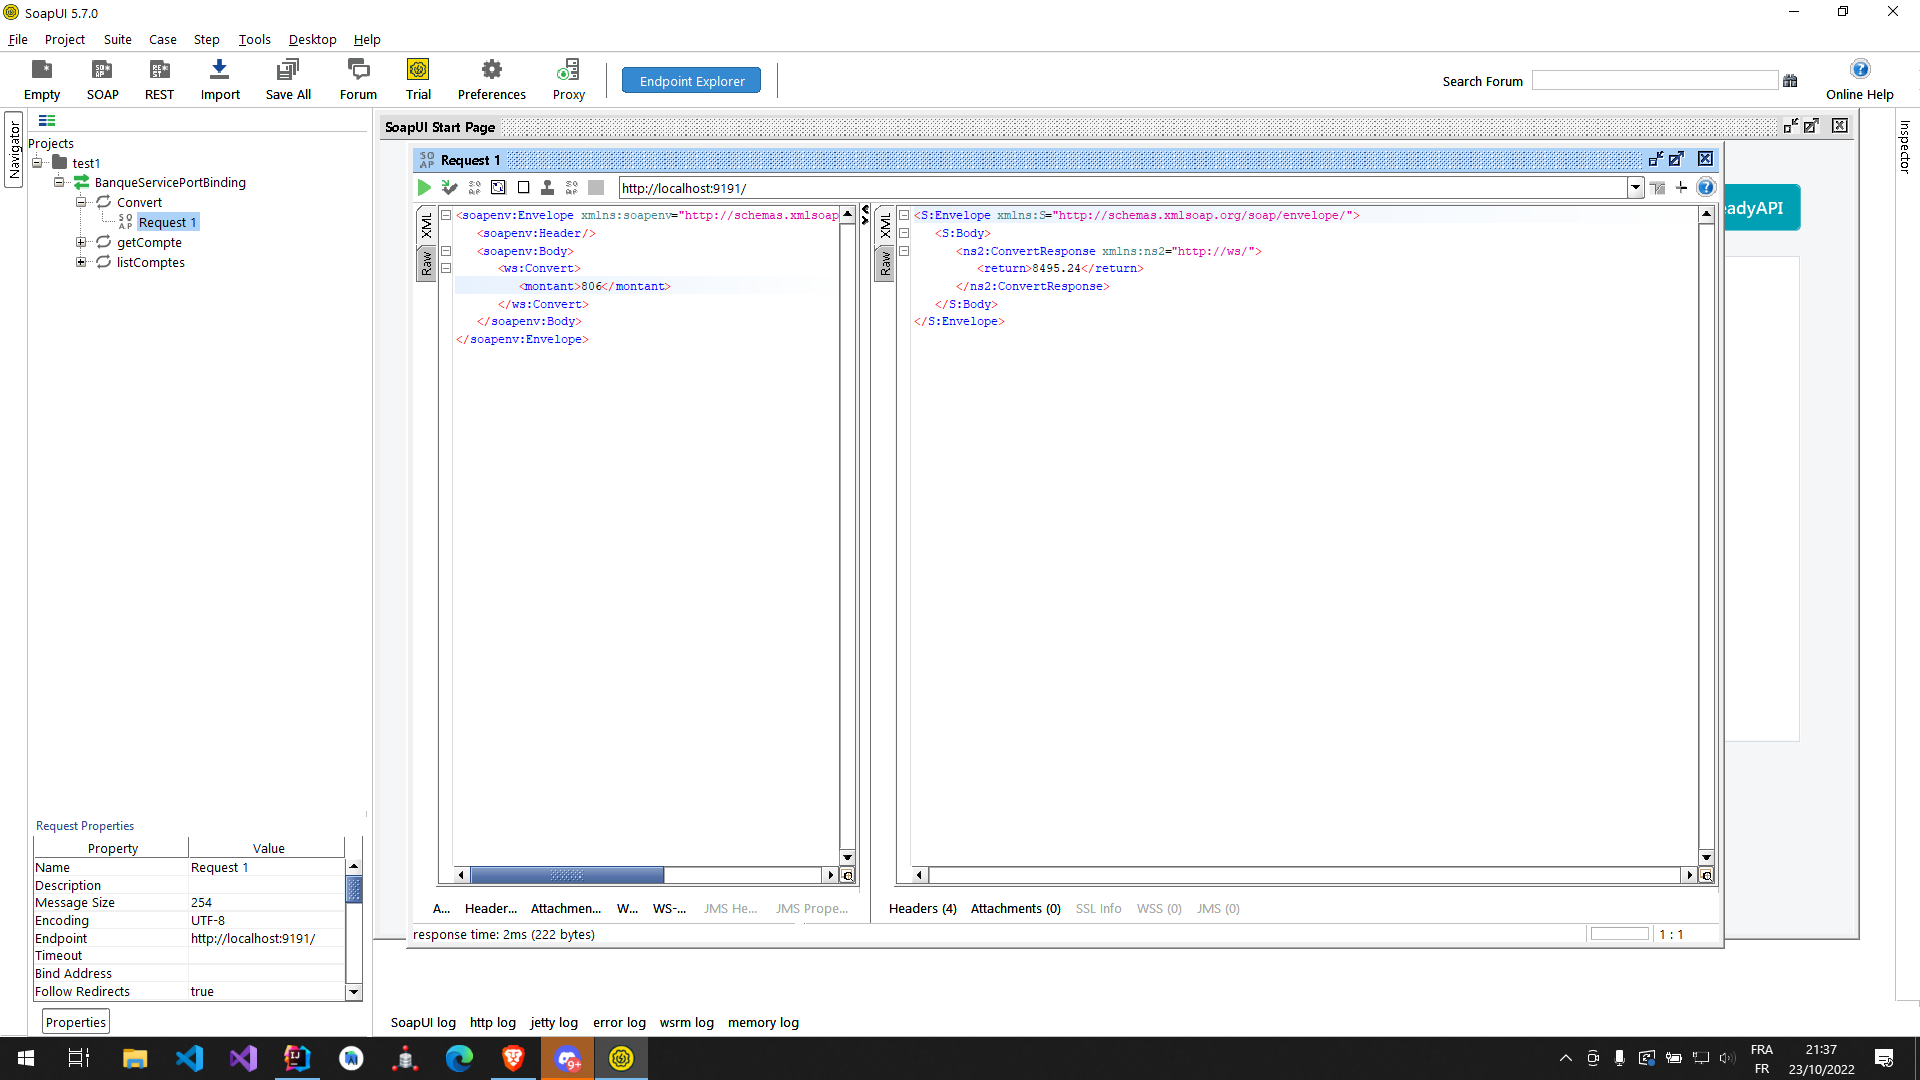 SoapUI 5.7.0
File Project Suite Case Step Tools Desktop Help
Empty SOAP REST Import Save All Forum Trial Preferences Proxy Endpoint Explorer Search Forum Online Help
Navigator
Projects
test1
BanqueServicePortBinding
Convert
Request 1
getCompte
listComptes
Request Properties
Property Value
Name Request 1
Description
Message Size 254
Encoding UTF-8
Endpoint http://localhost:9191/
Timeout
Bind Address
Follow Redirects true
Properties
SoapUI Start Page
Request 1
http://localhost:9191/
XML
Raw
<soapenv:Envelope xmlns:soapenv="http://schemas.xmlsoap
<soapenv:Header/>
<soapenv:Body>
<ws:Convert>
<montant>806</montant>
</ws:Convert>
</soapenv:Body>
</soapenv:Envelope>
XML
Raw
<S:Envelope xmlns:S="http://schemas.xmlsoap.org/soap/envelope/">
<S:Body>
<ns2:ConvertResponse xmlns:ns2="http://ws/">
<return>8495.24</return>
</ns2:ConvertResponse>
</S:Body>
</S:Envelope>
A... Header... Attachmen... W... WS-... JMS He... JMS Prope...
Headers (4) Attachments (0) SSL Info WSS (0) JMS (0)
response time: 2ms (222 bytes)
1 : 1
eadyAPI
Inspector
SoapUI log http log jetty log error log wsrm log memory log
9+
FRA
FR
21:37
23/10/2022